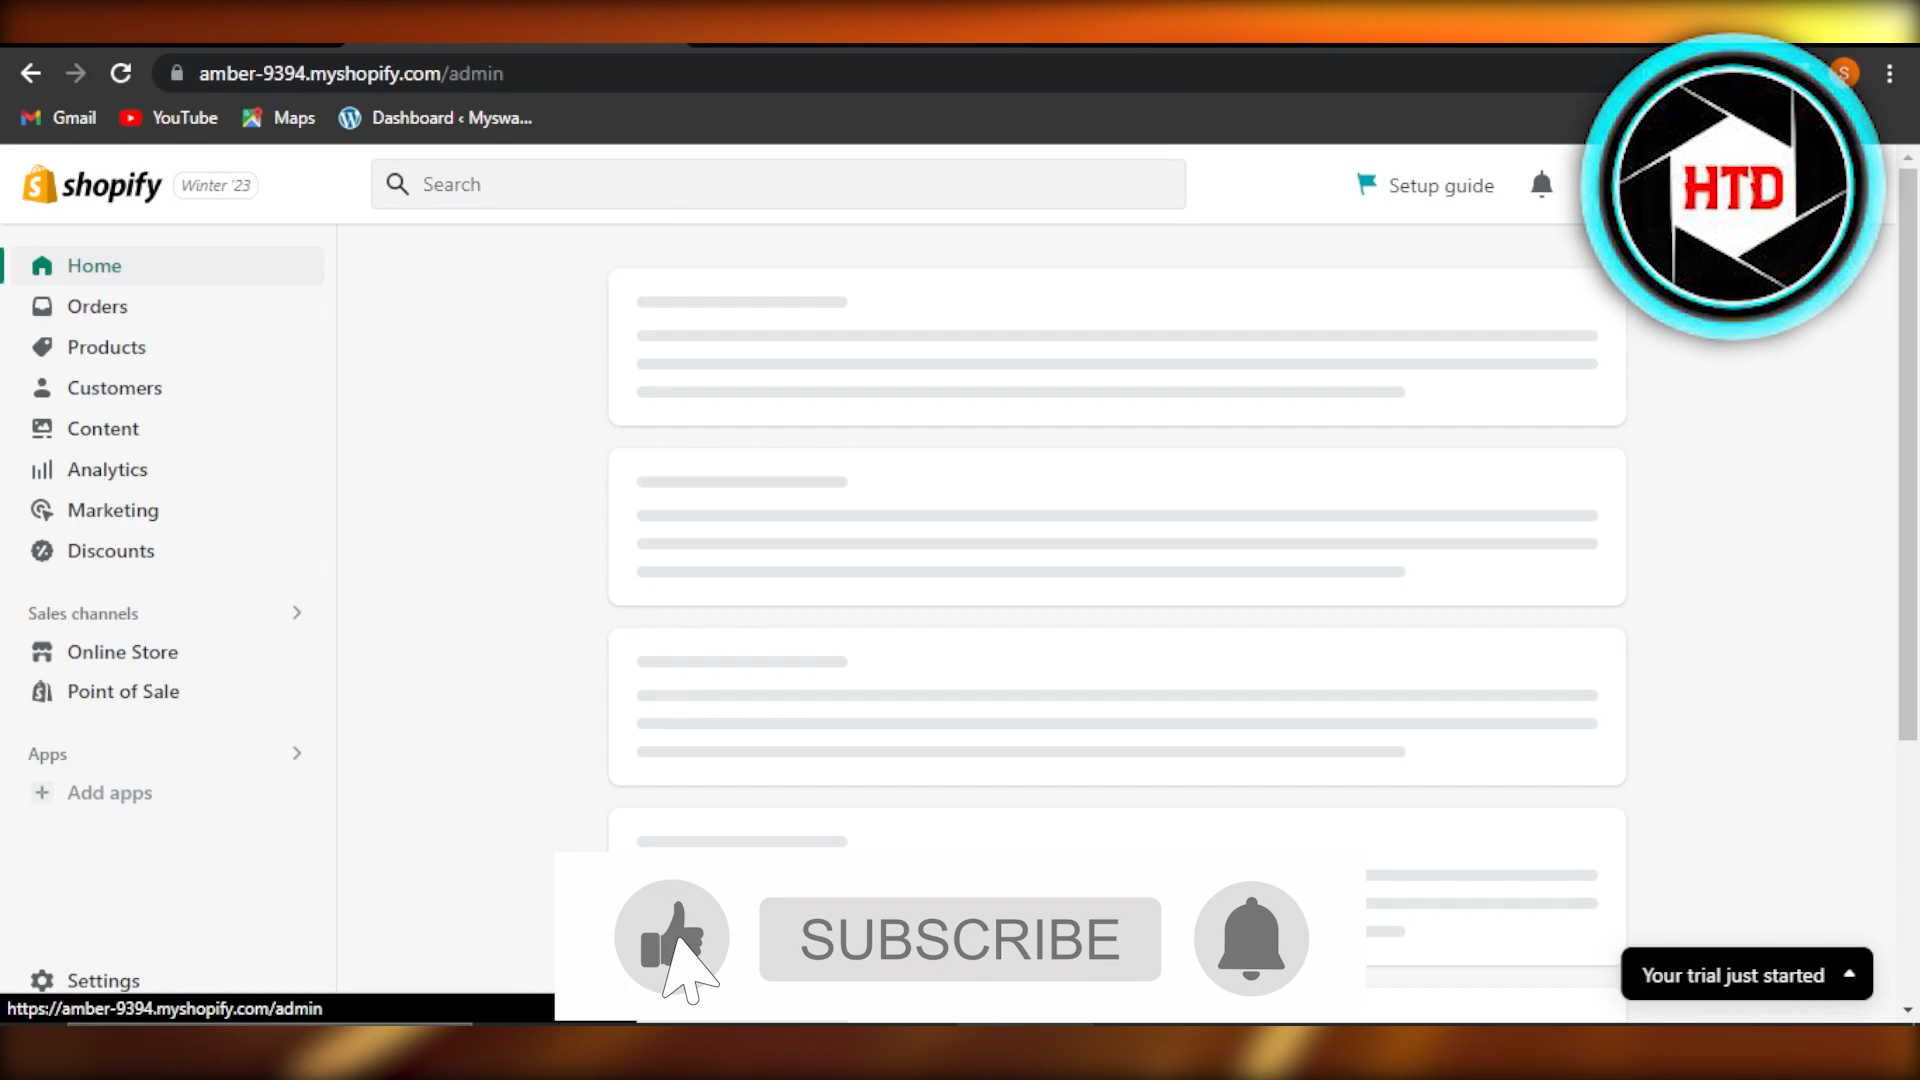 amber-9394.myshopify.com/admin
S
Gmail
YouTube
Maps
Dashboard ‹ Myswa...
shopify
Winter '23
Search
Setup guide
HTD
Home
Orders
Products
Customers
Content
Analytics
Marketing
Discounts
Sales channels
Online Store
Point of Sale
Apps
Add apps
Settings
SUBSCRIBE
Your trial just started
https://amber-9394.myshopify.com/admin